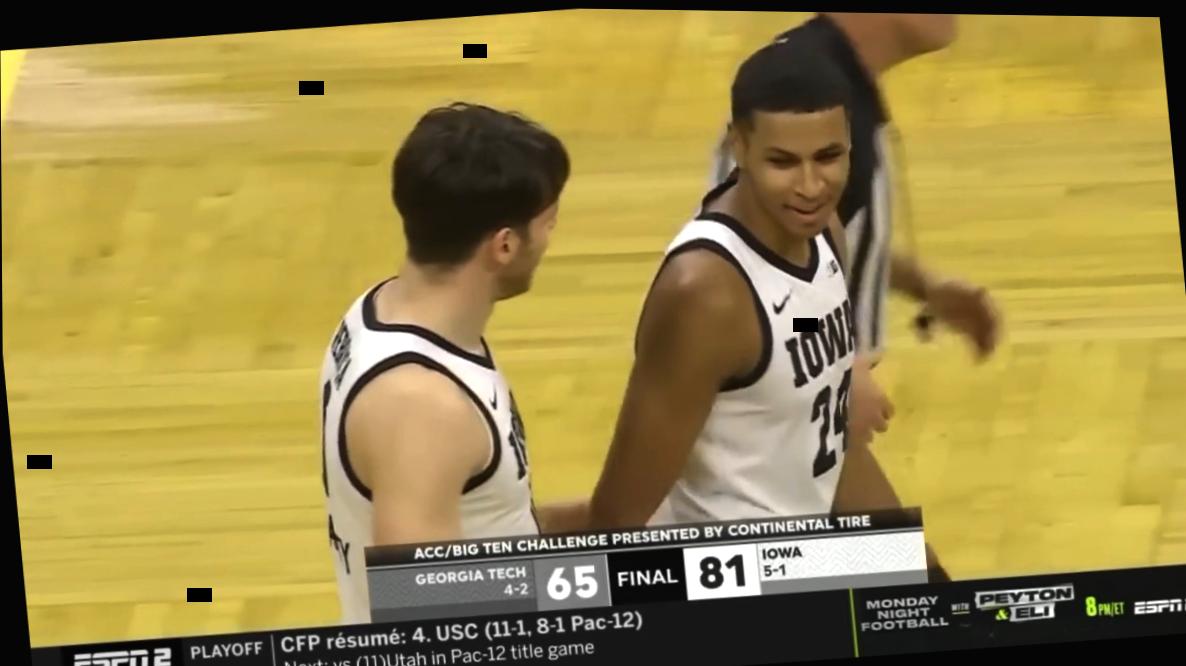 IOWA
24
ACC/BIG TEN CHALLENGE PRESENTED BY CONTINENTAL TIRE
GEORGIA TECH
4-2
65
FINAL
81
IOWA
5-1
ESPN2
PLAYOFF
CFP résumé: 4. USC (11-1, 8-1 Pac-12)
Next: vs (11)Utah in Pac-12 title game
MONDAY
NIGHT
FOOTBALL
WITH
PEYTON
& ELI
8PM/ET
ESPN